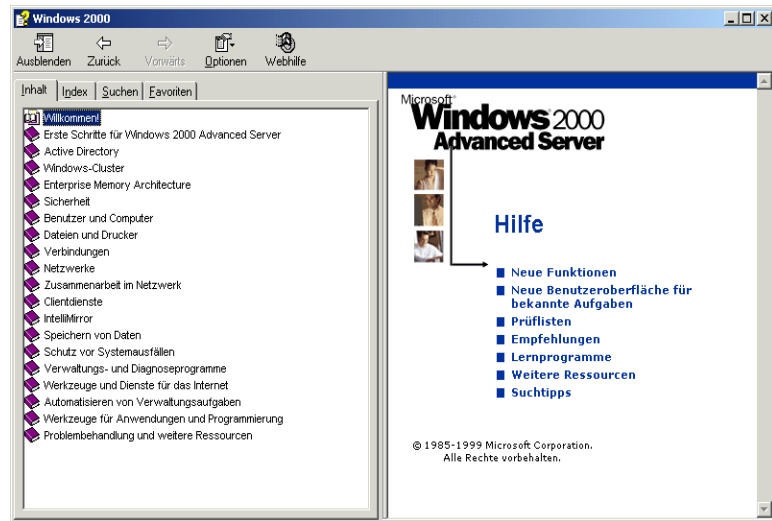 Windows 2000
Ausblenden Zurück Vorwärts Optionen Webhilfe
Inhalt Index Suchen Favoriten
Willkommen!
Erste Schritte für Windows 2000 Advanced Server
Active Directory
Windows-Cluster
Enterprise Memory Architecture
Sicherheit
Benutzer und Computer
Dateien und Drucker
Verbindungen
Netzwerke
Zusammenarbeit im Netzwerk
Clientdienste
IntelliMirror
Speichern von Daten
Schutz vor Systemausfällen
Verwaltungs- und Diagnoseprogramme
Werkzeuge und Dienste für das Internet
Automatisieren von Verwaltungsaufgaben
Werkzeuge für Anwendungen und Programmierung
Problembehandlung und weitere Ressourcen
Microsoft®
Windows 2000
Advanced Server
Hilfe
Neue Funktionen
Neue Benutzeroberfläche für
bekannte Aufgaben
Prüflisten
Empfehlungen
Lernprogramme
Weitere Ressourcen
Suchtipps
© 1985-1999 Microsoft Corporation.
Alle Rechte vorbehalten.